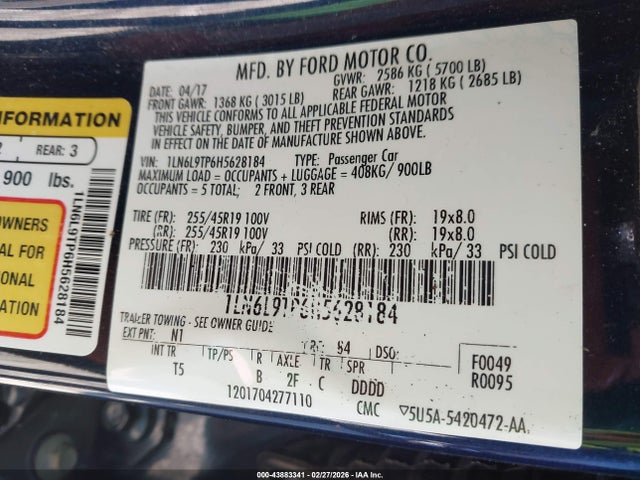 INFORMATION
REAR: 3
900 lbs.
OWNERS
AL FOR
IONAL
RMATION
1LN6L9TP6H5628184
MFD. BY FORD MOTOR CO.
DATE: 04/17 GVWR: 2586 KG ( 5700 LB)
FRONT GAWR: 1368 KG ( 3015 LB) REAR GAWR: 1218 KG ( 2685 LB)
THIS VEHICLE CONFORMS TO ALL APPLICABLE FEDERAL MOTOR
VEHICLE SAFETY, BUMPER, AND THEFT PREVENTION STANDARDS
IN EFFECT ON THE DATE OF MANUFACTURE SHOWN ABOVE.
VIN: 1LN6L9TP6H5628184 TYPE: Passenger Car
MAXIMUM LOAD = OCCUPANTS + LUGGAGE = 408KG/ 900LB
OCCUPANTS = 5 TOTAL; 2 FRONT, 3 REAR
TIRE (FR): 255/45R19 100V RIMS (FR): 19x8.0
(RR): 255/45R19 100V (RR): 19x8.0
PRESSURE (FR): 230 kPa/ 33 PSI COLD (RR): 230 kPa/ 33 PSI COLD
1LN6L9TP6H5628184
TRAILER TOWING - SEE OWNER GUIDE
EXT PNT: N1 RC: 54 DSO: F0049
INT TR TP/PS R AXLE TR SPR R0095
T5 B 2F C DDDD
1201704277110 CMC ▽5U5A-5420472-AA.
000-43883341 - 02/27/2026 - IAAI